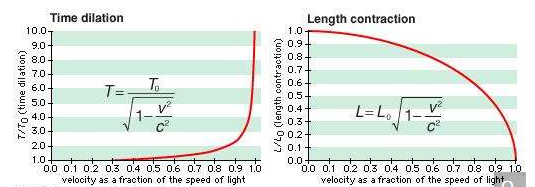 Time dilation
T/T0 (time dilation)
10.0
9.0
8.0
7.0
6.0
5.0
4.0
3.0
2.0
1.0
T= T₀ / √1-v²/c²
0.0 0.1 0.2 0.3 0.4 0.5 0.6 0.7 0.8 0.9 1.0
velocity as a fraction of the speed of light
Length contraction
L/L0 (length contraction)
1.0
0.9
0.8
0.7
0.6
0.5
0.4
0.3
0.2
0.1
0.0
L=L₀ √1-v²/c²
0.0 0.1 0.2 0.3 0.4 0.5 0.6 0.7 0.8 0.9 1.0
velocity as a fraction of the speed of light